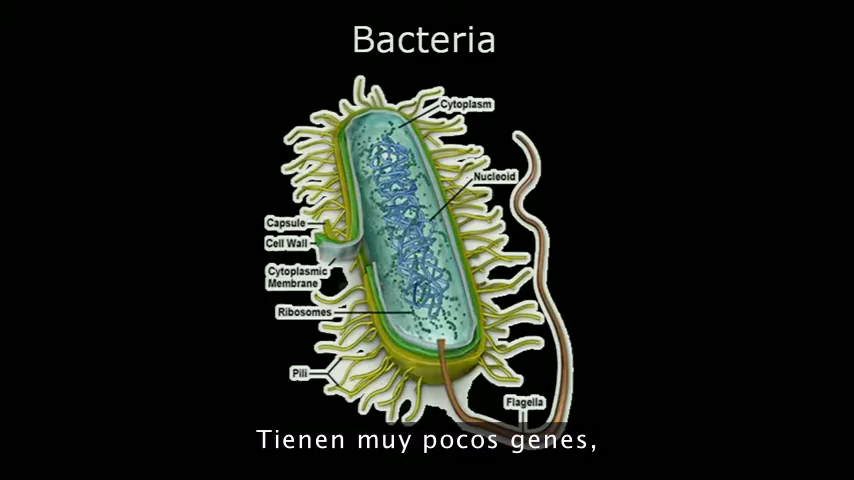 Bacteria
Cytoplasm
Nucleoid
Capsule
Cell Wall
Cytoplasmic
Membrane
Ribosomes
Pili
Flagella
Tienen muy pocos genes,